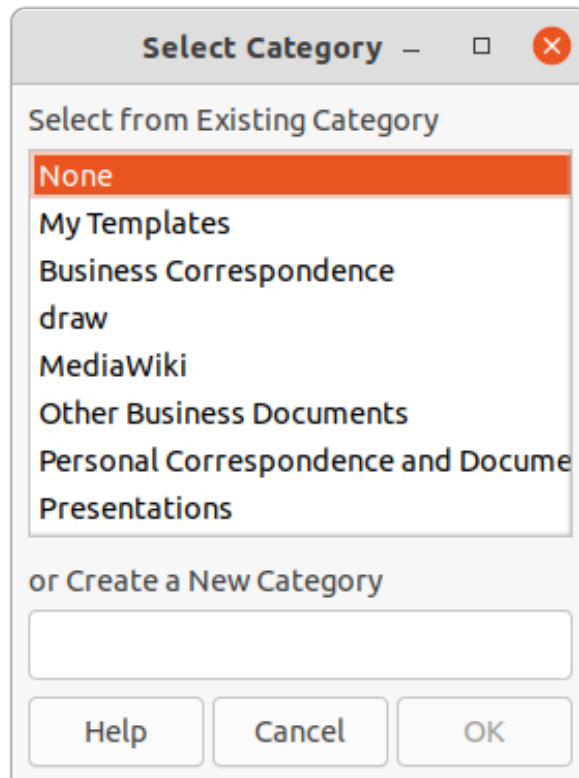 Select Category
Select from Existing Category
None
My Templates
Business Correspondence
draw
MediaWiki
Other Business Documents
Personal Correspondence and Docume
Presentations
or Create a New Category
Help Cancel OK